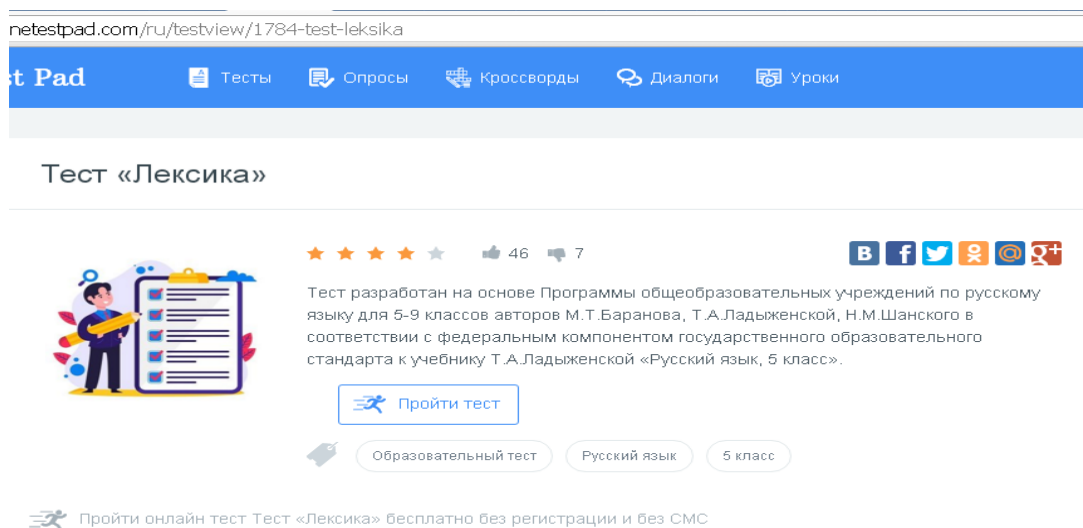 netestpad.com/ru/testview/1784-test-leksika
st Pad Тесты Опросы Кроссворды Диалоги Уроки
Тест «Лексика»
46 7
Тест разработан на основе Программы общеобразовательных учреждений по русскому
языку для 5-9 классов авторов М.Т.Баранова, Т.А.Ладыженской, Н.М.Шанского в
соответствии с федеральным компонентом государственного образовательного
стандарта к учебнику Т.А.Ладыженской «Русский язык, 5 класс».
Пройти тест
Образовательный тест Русский язык 5 класс
Пройти онлайн тест Тест «Лексика» бесплатно без регистрации и без СМС